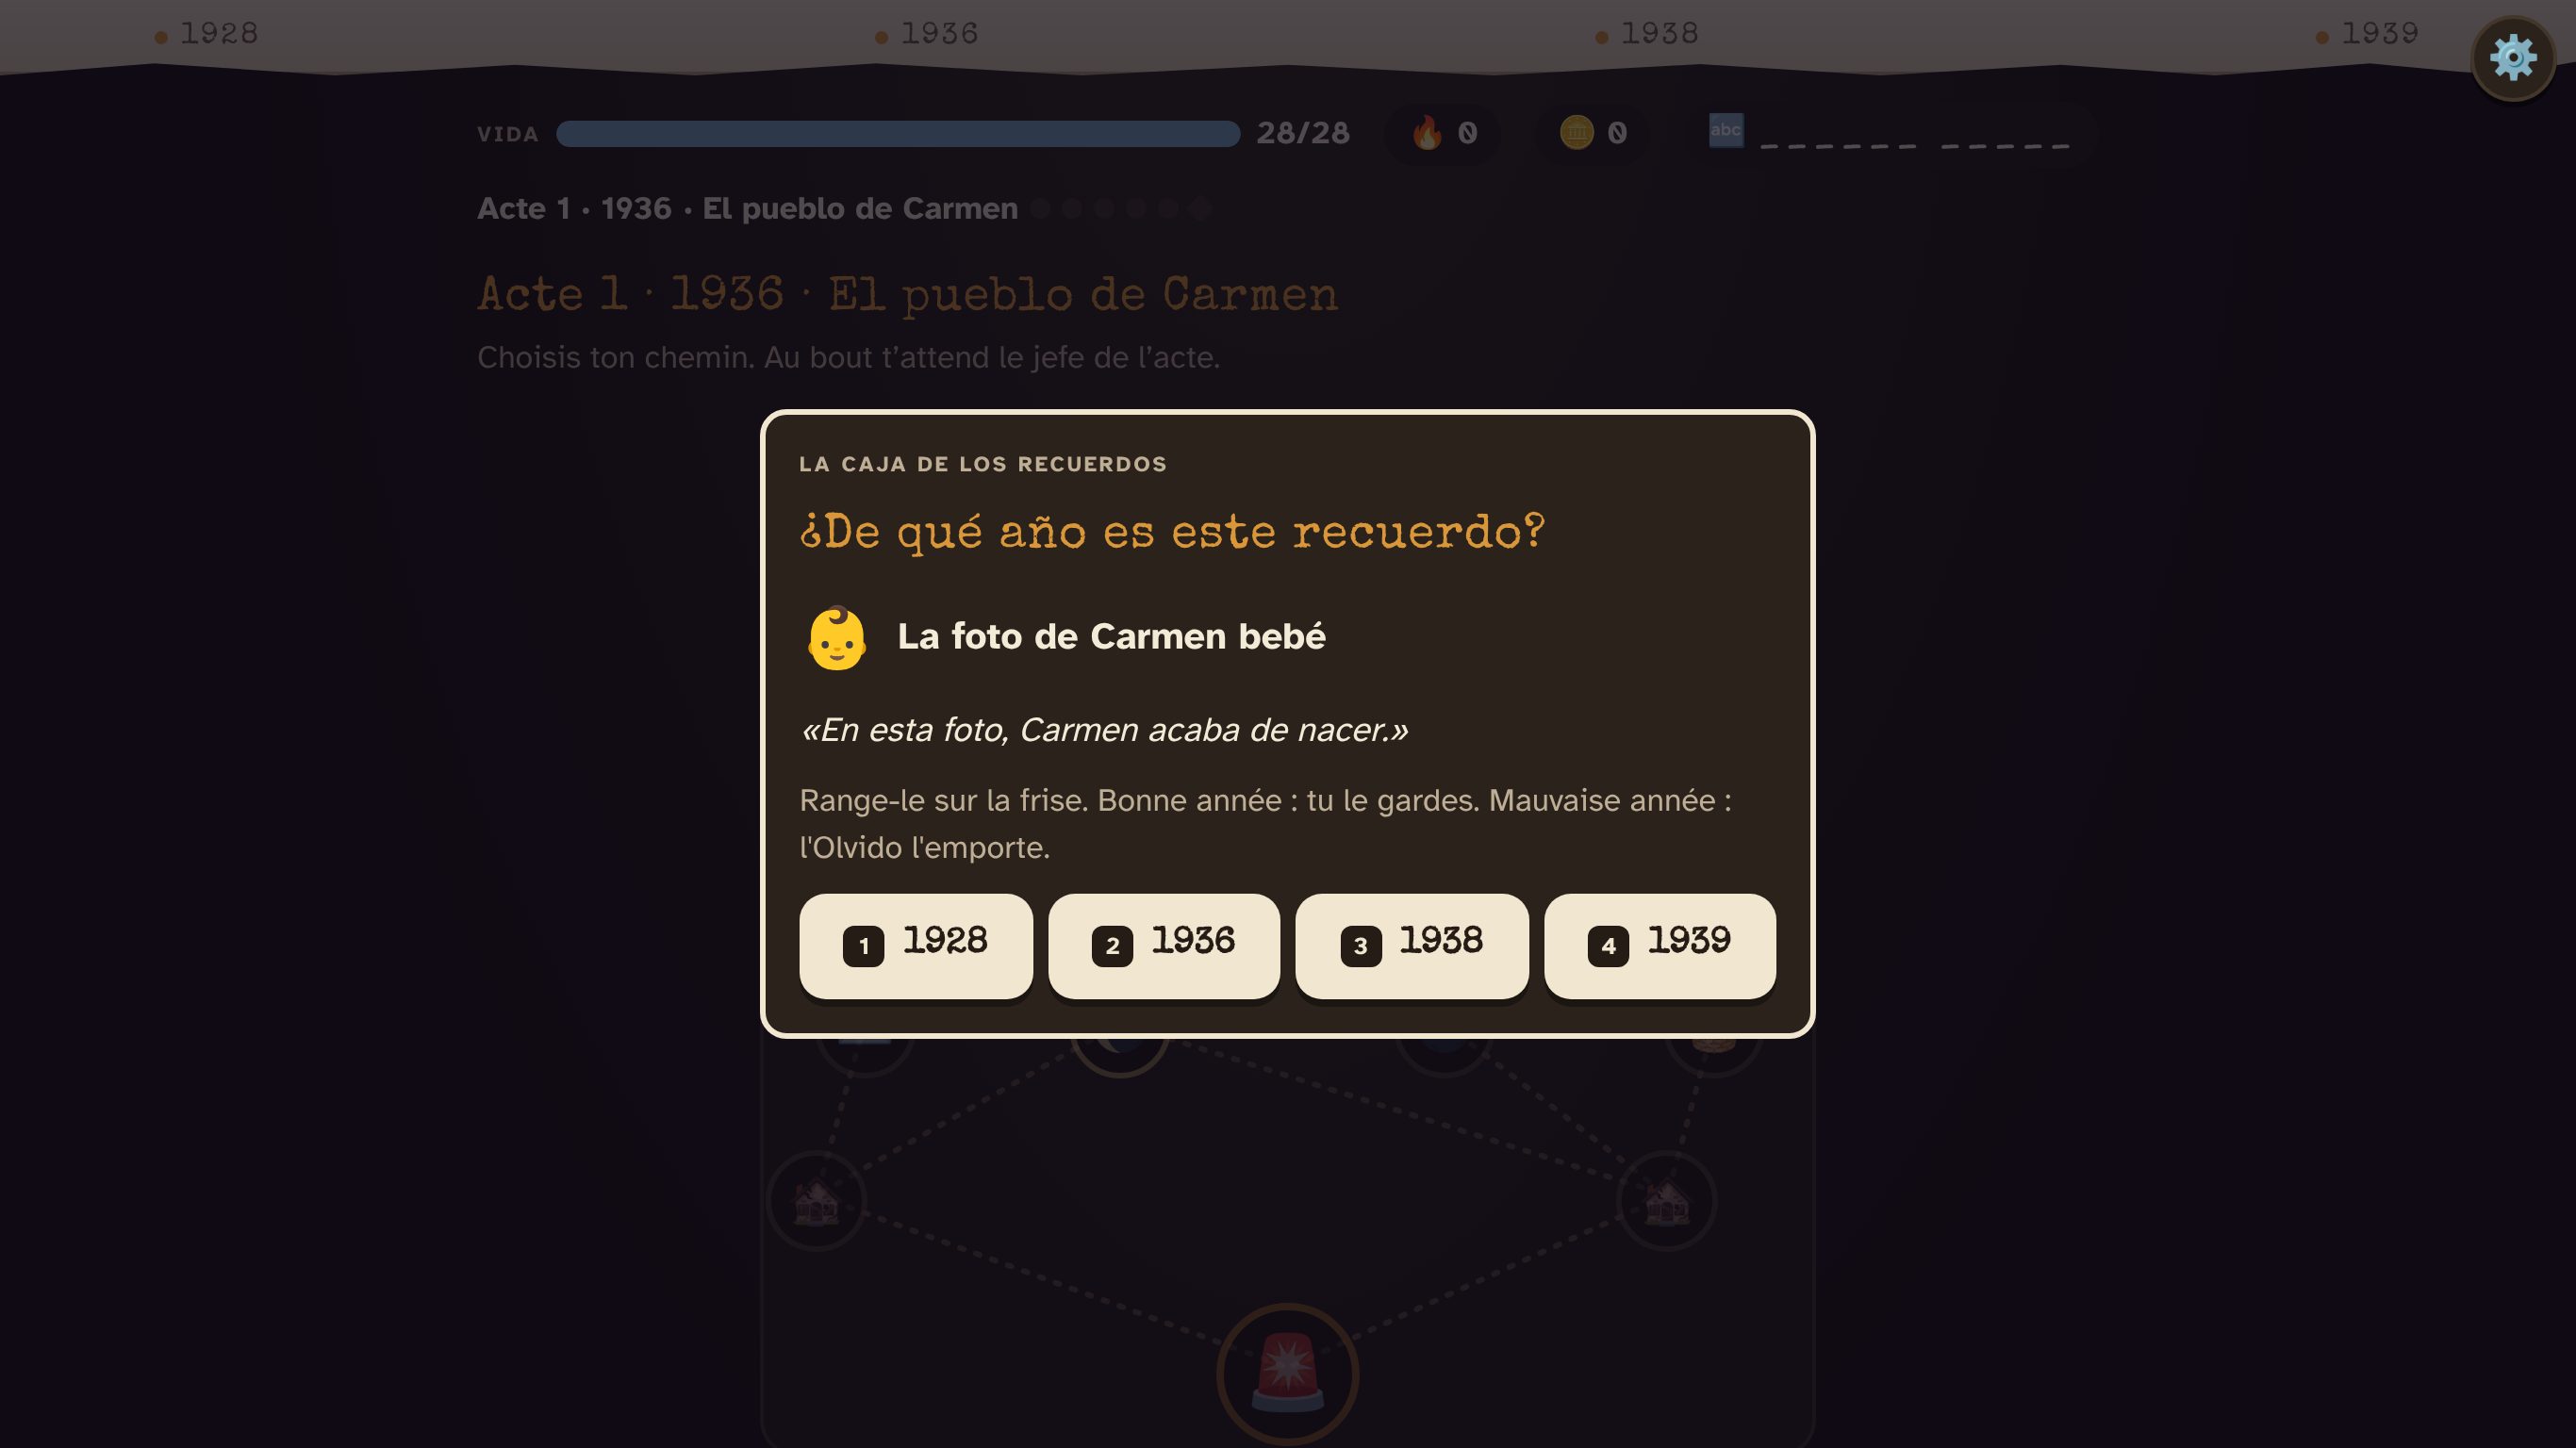 1928
1936
1938
1939
VIDA 28/28 0 0 abc
Acte 1 · 1936 · El pueblo de Carmen
Acte 1 · 1936 · El pueblo de Carmen
Choisis ton chemin. Au bout t’attend le jefe de l’acte.
LA CAJA DE LOS RECUERDOS
¿De qué año es este recuerdo?
La foto de Carmen bebé
«En esta foto, Carmen acaba de nacer.»
Range-le sur la frise. Bonne année : tu le gardes. Mauvaise année :
l'Olvido l'emporte.
1 1928
2 1936
3 1938
4 1939